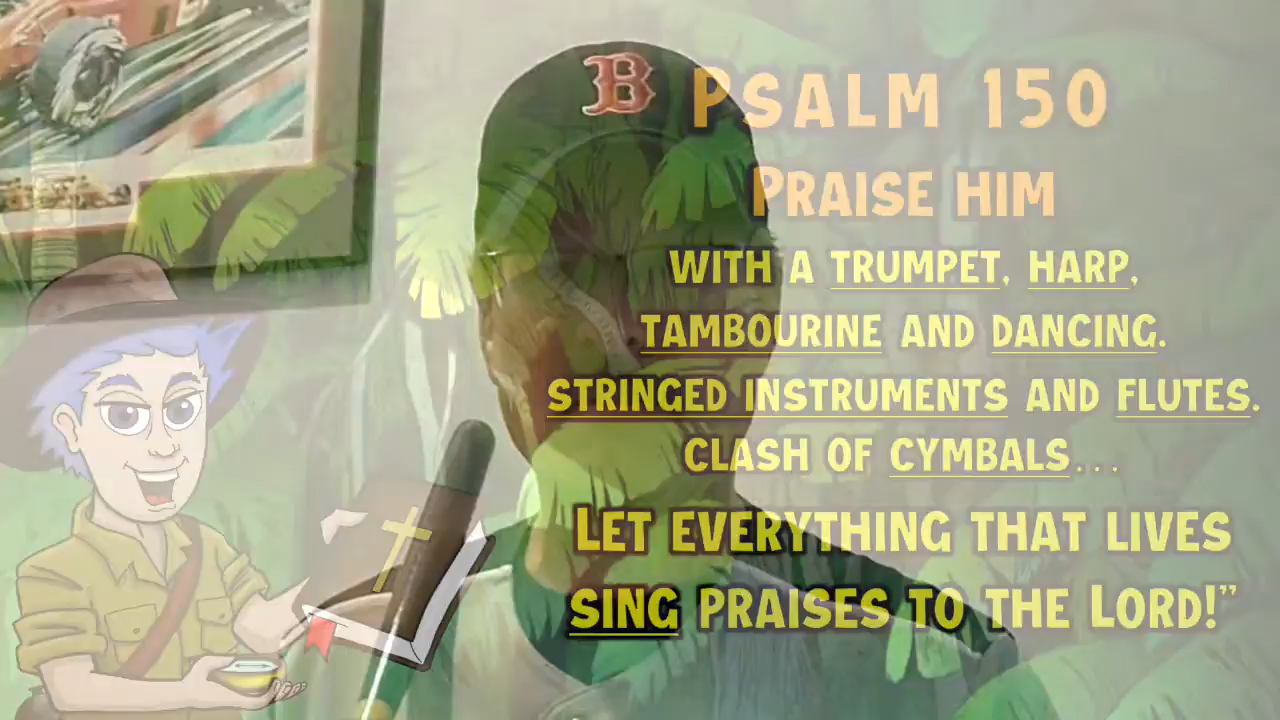 B
PSALM 150
PRAISE HIM
WITH A TRUMPET, HARP,
TAMBOURINE AND DANCING.
STRINGED INSTRUMENTS AND FLUTES.
CLASH OF CYMBALS...
LET EVERYTHING THAT LIVES
SING PRAISES TO THE LORD!”